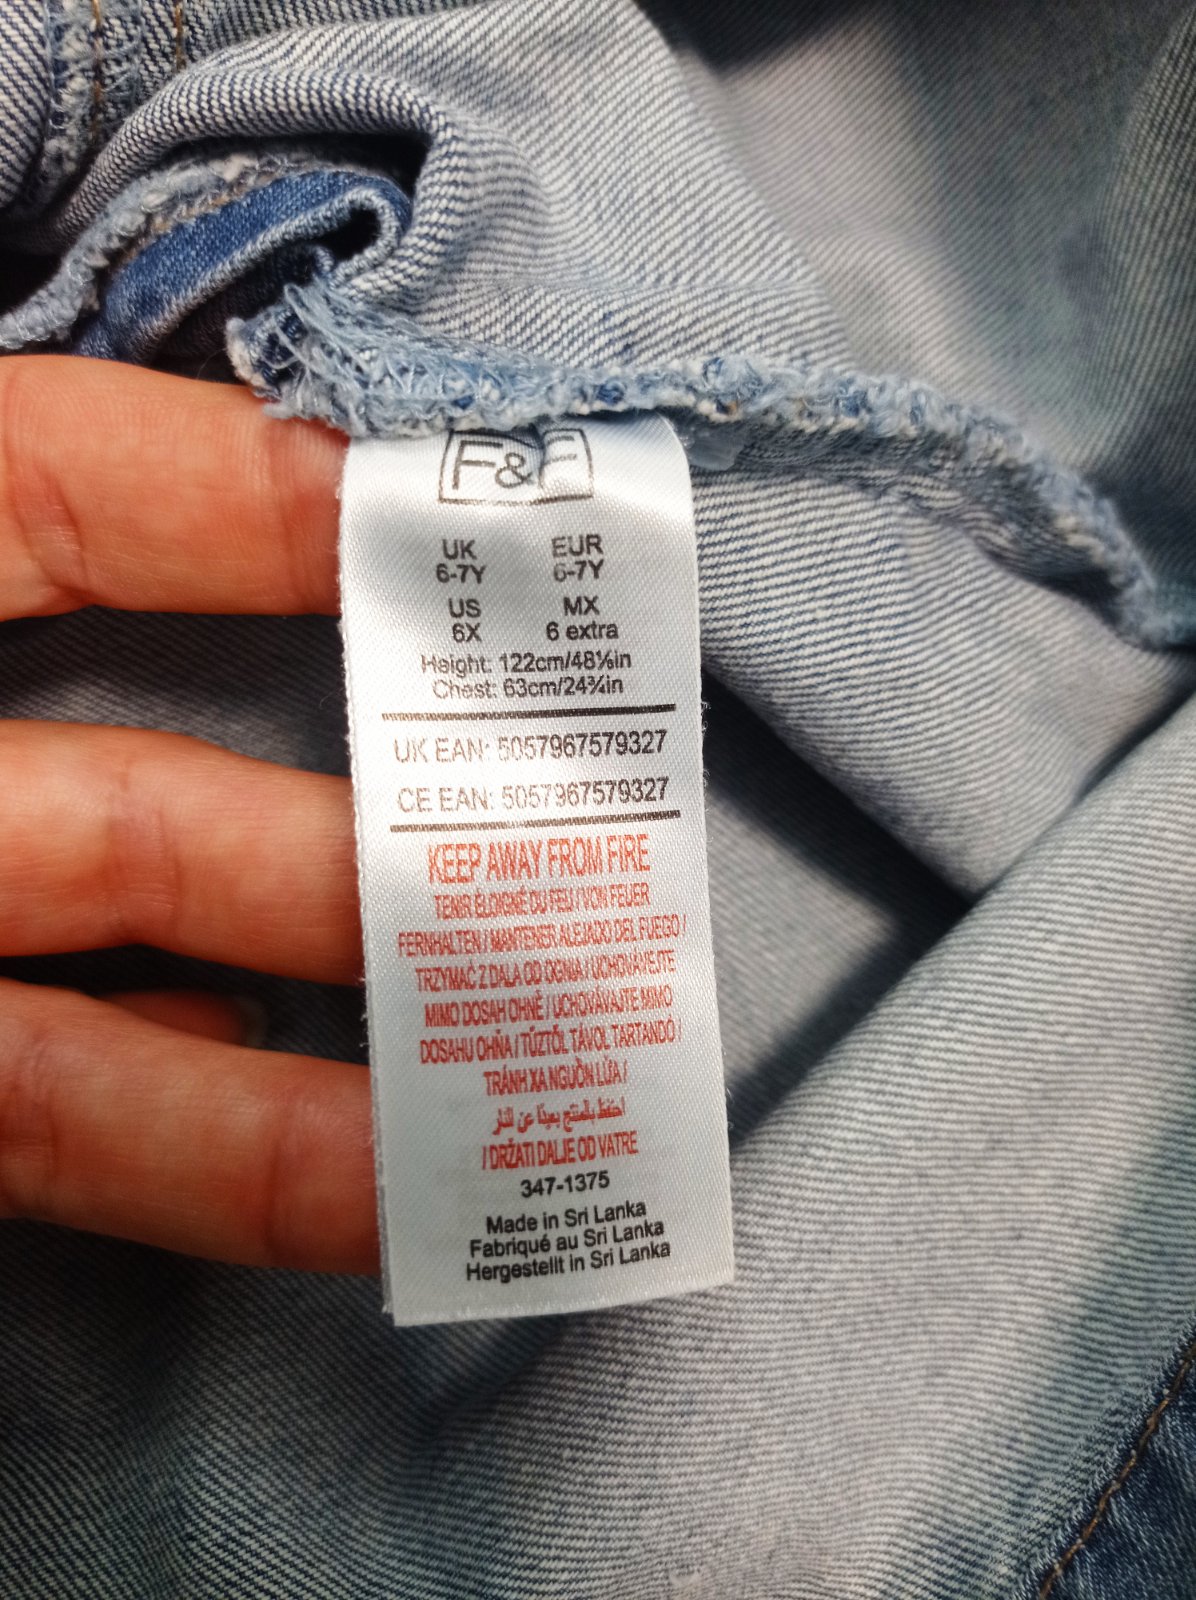 F&F
UK EUR
6-7Y 6-7Y
US MX
6X 6 extra
Height: 122cm/48⅛in
Chest: 63cm/24¾in
UK EAN: 5057967579327
CE EAN: 5057967579327
KEEP AWAY FROM FIRE
TENIR ÉLOIGNÉ DU FEU / VON FEUER
FERNHALTEN / MANTENER ALEJADO DEL FUEGO /
TRZYMAĆ Z DALA OD OGNIA / UCHOVÁVEJTE
MIMO DOSAH OHNĚ / UCHOVÁVAJTE MIMO
DOSAHU OHŇA / TŰZTŐL TÁVOL TARTANDÓ /
TRÁNH XA NGUỒN LỬA /
احتفظ بالمنتج بعيدًا عن النار
/ DRŽATI DALJE OD VATRE
347-1375
Made in Sri Lanka
Fabriqué au Sri Lanka
Hergestellt in Sri Lanka